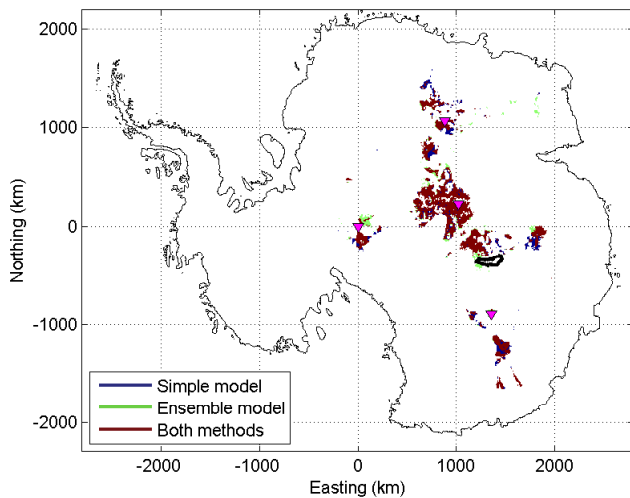 2000
1000
0
-1000
-2000
Northing (km)
Simple model
Ensemble model
Both methods
-2000 -1000 0 1000 2000
Easting (km)